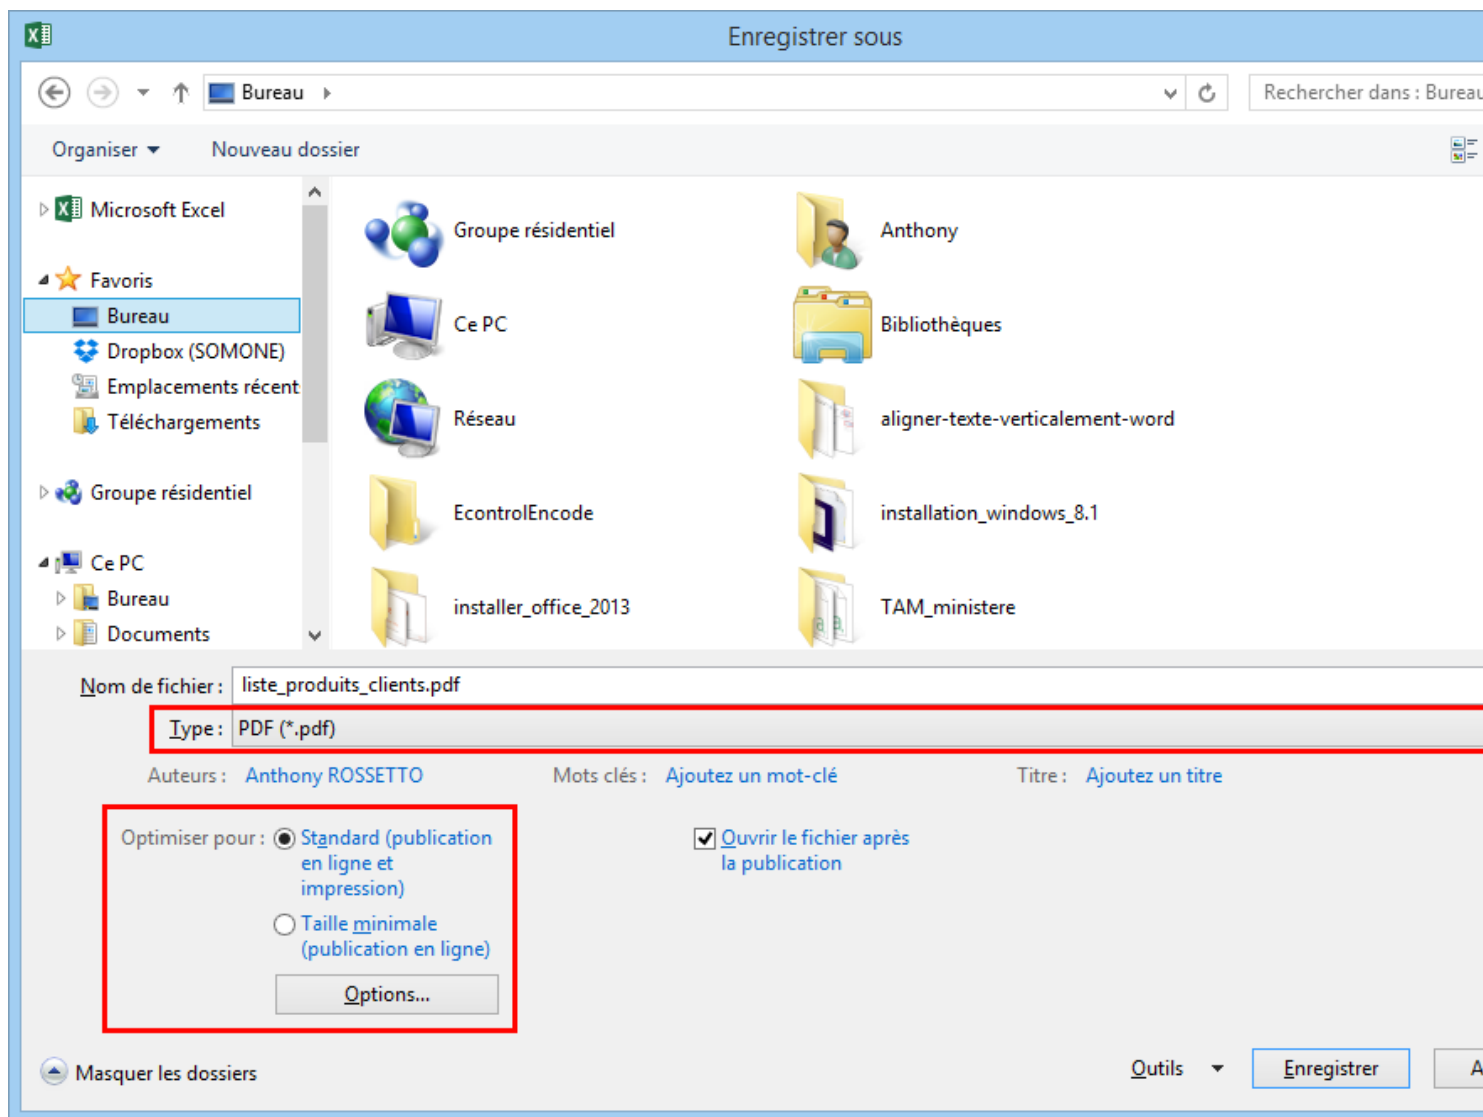 Enregistrer sous
Bureau
Rechercher dans : Bureau
Organiser
Nouveau dossier
Microsoft Excel
Favoris
Bureau
Dropbox (SOMONE)
Emplacements récent
Téléchargements
Groupe résidentiel
Ce PC
Bureau
Documents
Groupe résidentiel
Anthony
Ce PC
Bibliothèques
Réseau
aligner-texte-verticalement-word
EcontrolEncode
installation_windows_8.1
installer_office_2013
TAM_ministere
Nom de fichier : liste_produits_clients.pdf
Type : PDF (*.pdf)
Auteurs : Anthony ROSSETTO
Mots clés : Ajoutez un mot-clé
Titre : Ajoutez un titre
Optimiser pour : Standard (publication
en ligne et
impression)
Taille minimale
(publication en ligne)
Options...
Ouvrir le fichier après
la publication
Masquer les dossiers
Outils
Enregistrer
A